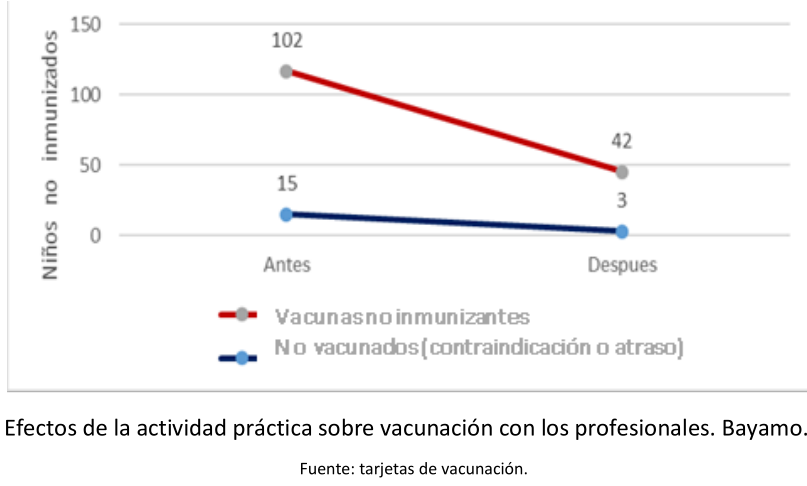 Niños no inmunizados
150
100
50
0
102
42
15
3
Antes
Despues
Vacunas no inmunizantes
No vacunados (contraindicación o atraso)
Efectos de la actividad práctica sobre vacunación con los profesionales. Bayamo.
Fuente: tarjetas de vacunación.